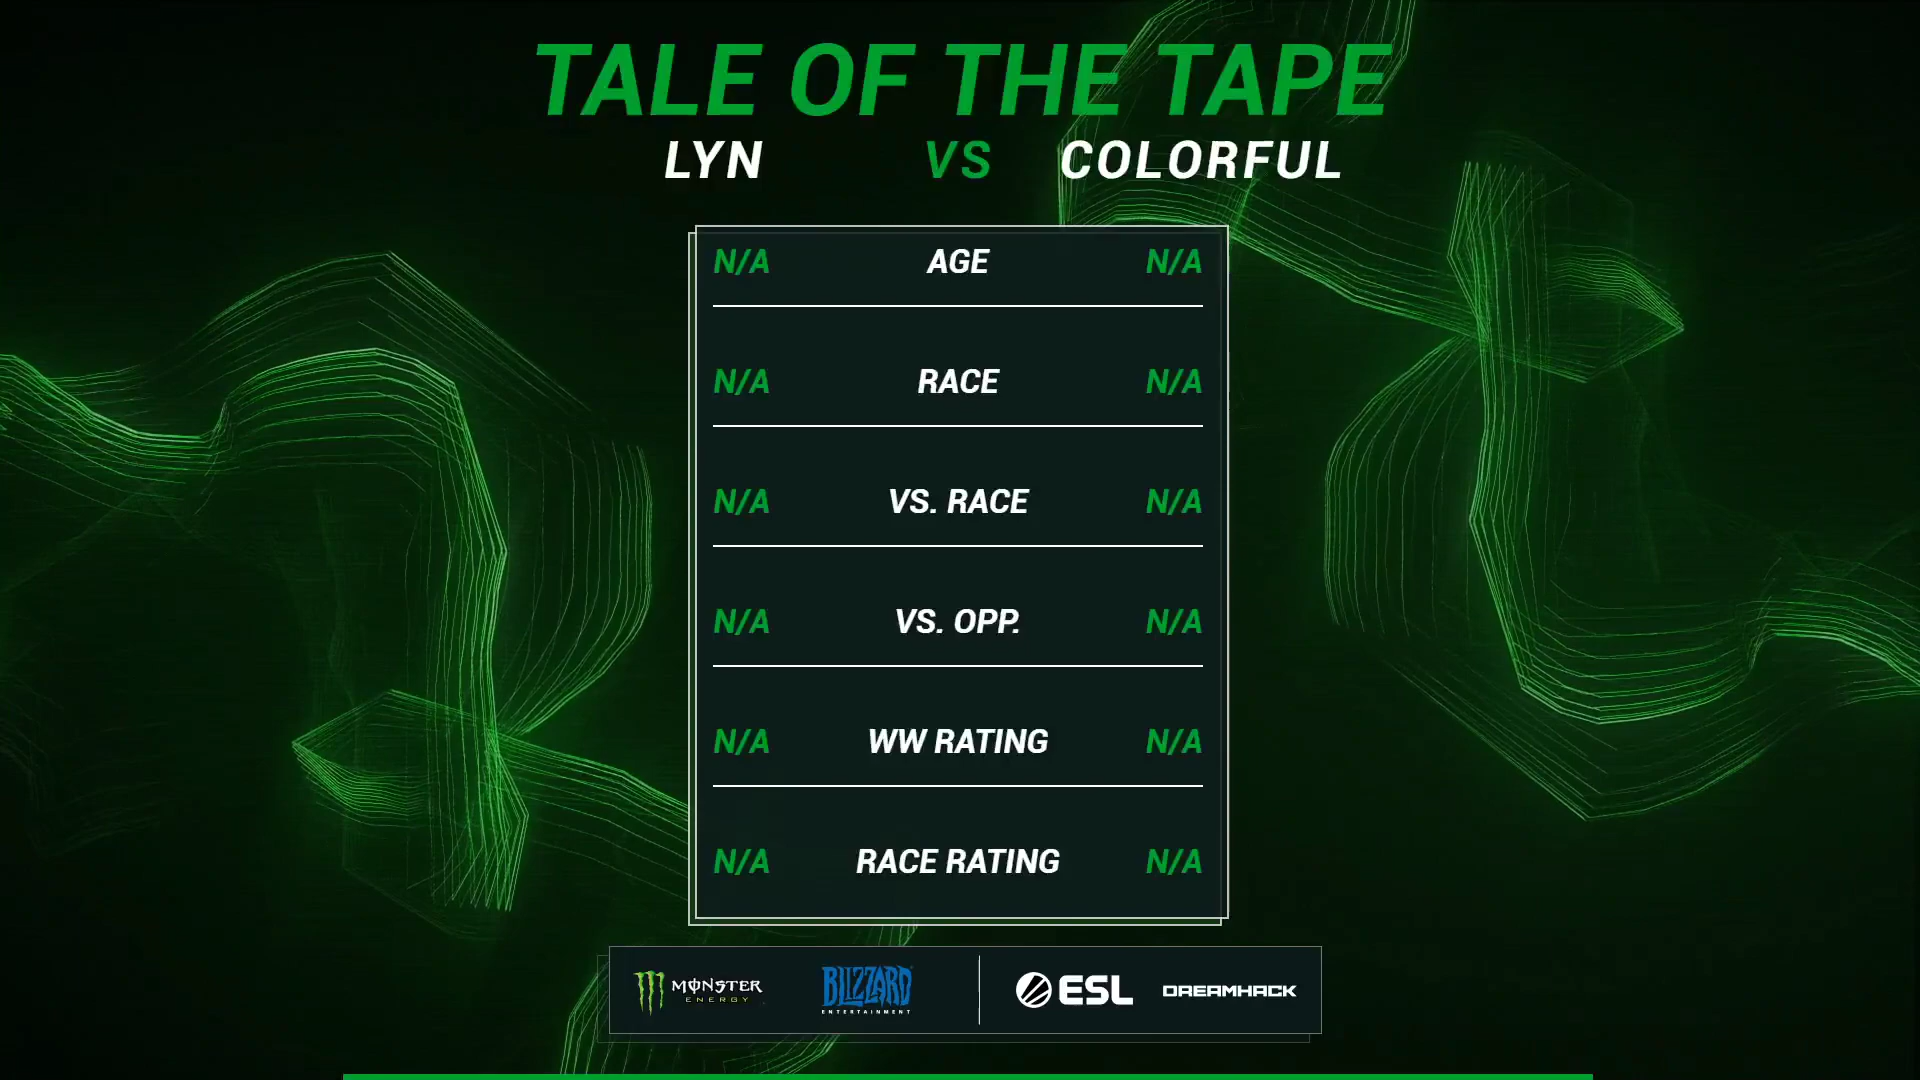 TALE OF THE TAPE
LYN VS COLORFUL
N/A AGE N/A
N/A RACE N/A
N/A VS. RACE N/A
N/A VS. OPP. N/A
N/A WW RATING N/A
N/A RACE RATING N/A
MONSTER ENERGY BLIZZARD ENTERTAINMENT ESL DREAMHACK